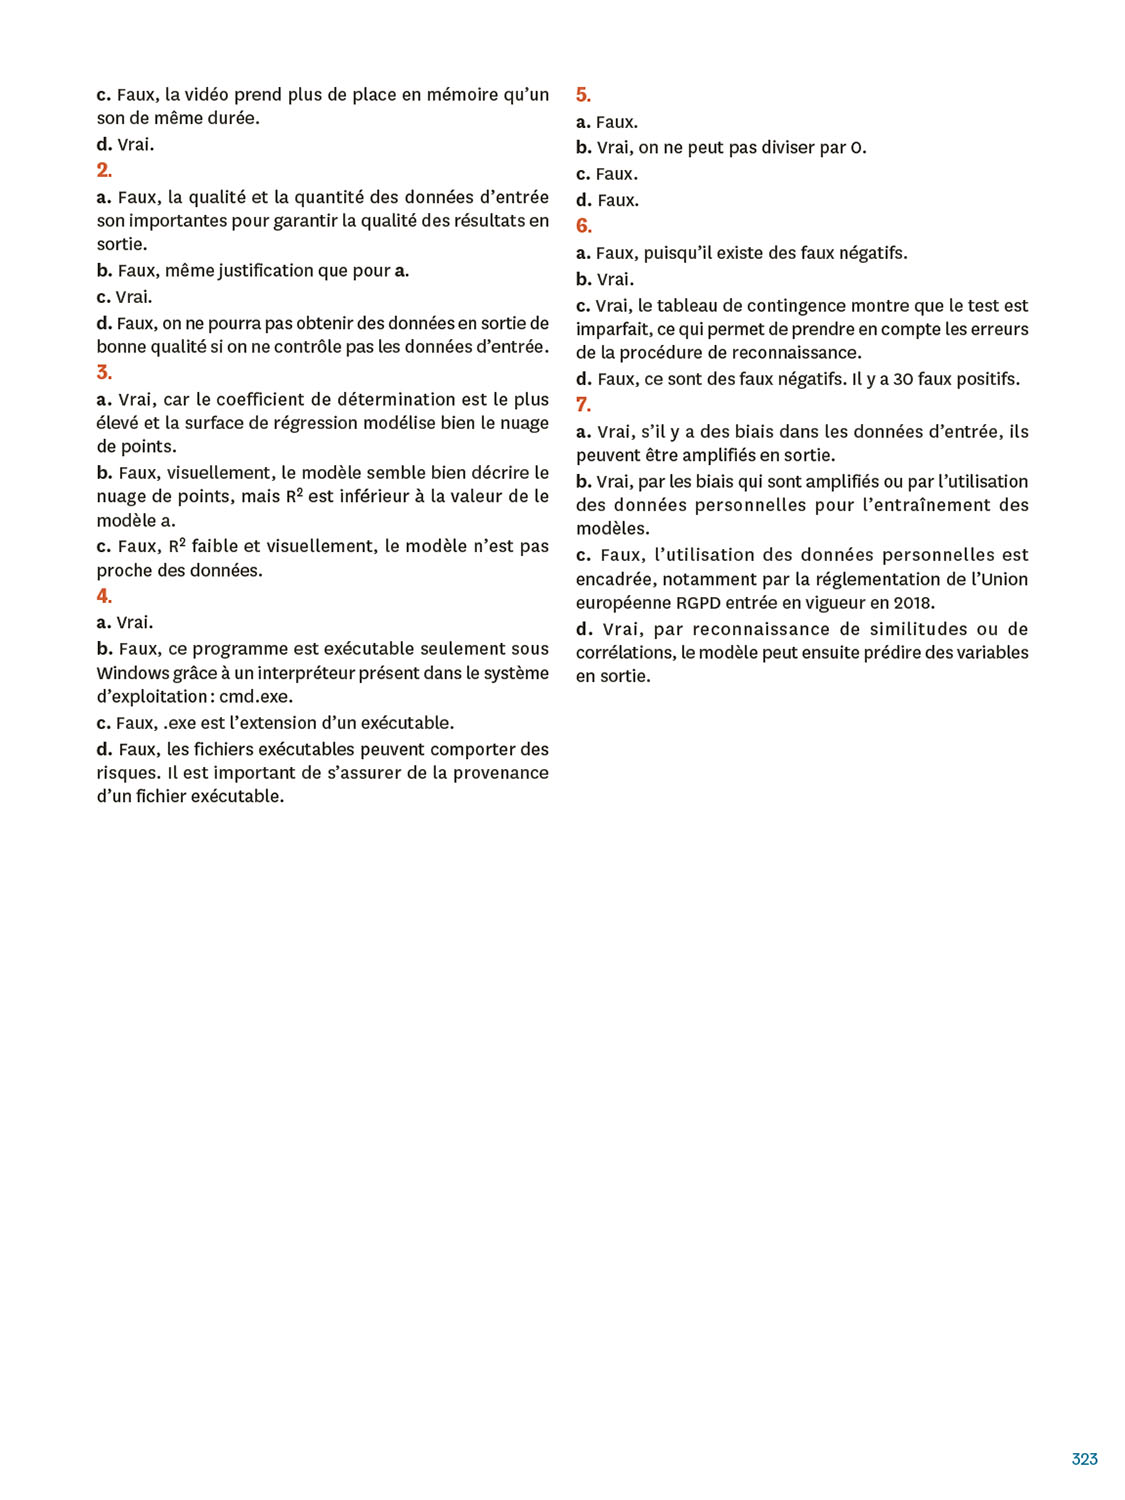 c. Faux, la vidéo prend plus de place en mémoire qu’un
son de même durée.
d. Vrai.
2.
a. Faux, la qualité et la quantité des données d’entrée
son importantes pour garantir la qualité des résultats en
sortie.
b. Faux, même justification que pour a.
c. Vrai.
d. Faux, on ne pourra pas obtenir des données en sortie de
bonne qualité si on ne contrôle pas les données d’entrée.
3.
a. Vrai, car le coefficient de détermination est le plus
élevé et la surface de régression modélise bien le nuage
de points.
b. Faux, visuellement, le modèle semble bien décrire le
nuage de points, mais R² est inférieur à la valeur de le
modèle a.
c. Faux, R² faible et visuellement, le modèle n’est pas
proche des données.
4.
a. Vrai.
b. Faux, ce programme est exécutable seulement sous
Windows grâce à un interpréteur présent dans le système
d’exploitation : cmd.exe.
c. Faux, .exe est l’extension d’un exécutable.
d. Faux, les fichiers exécutables peuvent comporter des
risques. Il est important de s’assurer de la provenance
d’un fichier exécutable.
5.
a. Faux.
b. Vrai, on ne peut pas diviser par 0.
c. Faux.
d. Faux.
6.
a. Faux, puisqu’il existe des faux négatifs.
b. Vrai.
c. Vrai, le tableau de contingence montre que le test est
imparfait, ce qui permet de prendre en compte les erreurs
de la procédure de reconnaissance.
d. Faux, ce sont des faux négatifs. Il y a 30 faux positifs.
7.
a. Vrai, s’il y a des biais dans les données d’entrée, ils
peuvent être amplifiés en sortie.
b. Vrai, par les biais qui sont amplifiés ou par l’utilisation
des données personnelles pour l’entraînement des
modèles.
c. Faux, l’utilisation des données personnelles est
encadrée, notamment par la réglementation de l’Union
européenne RGPD entrée en vigueur en 2018.
d. Vrai, par reconnaissance de similitudes ou de
corrélations, le modèle peut ensuite prédire des variables
en sortie.
323